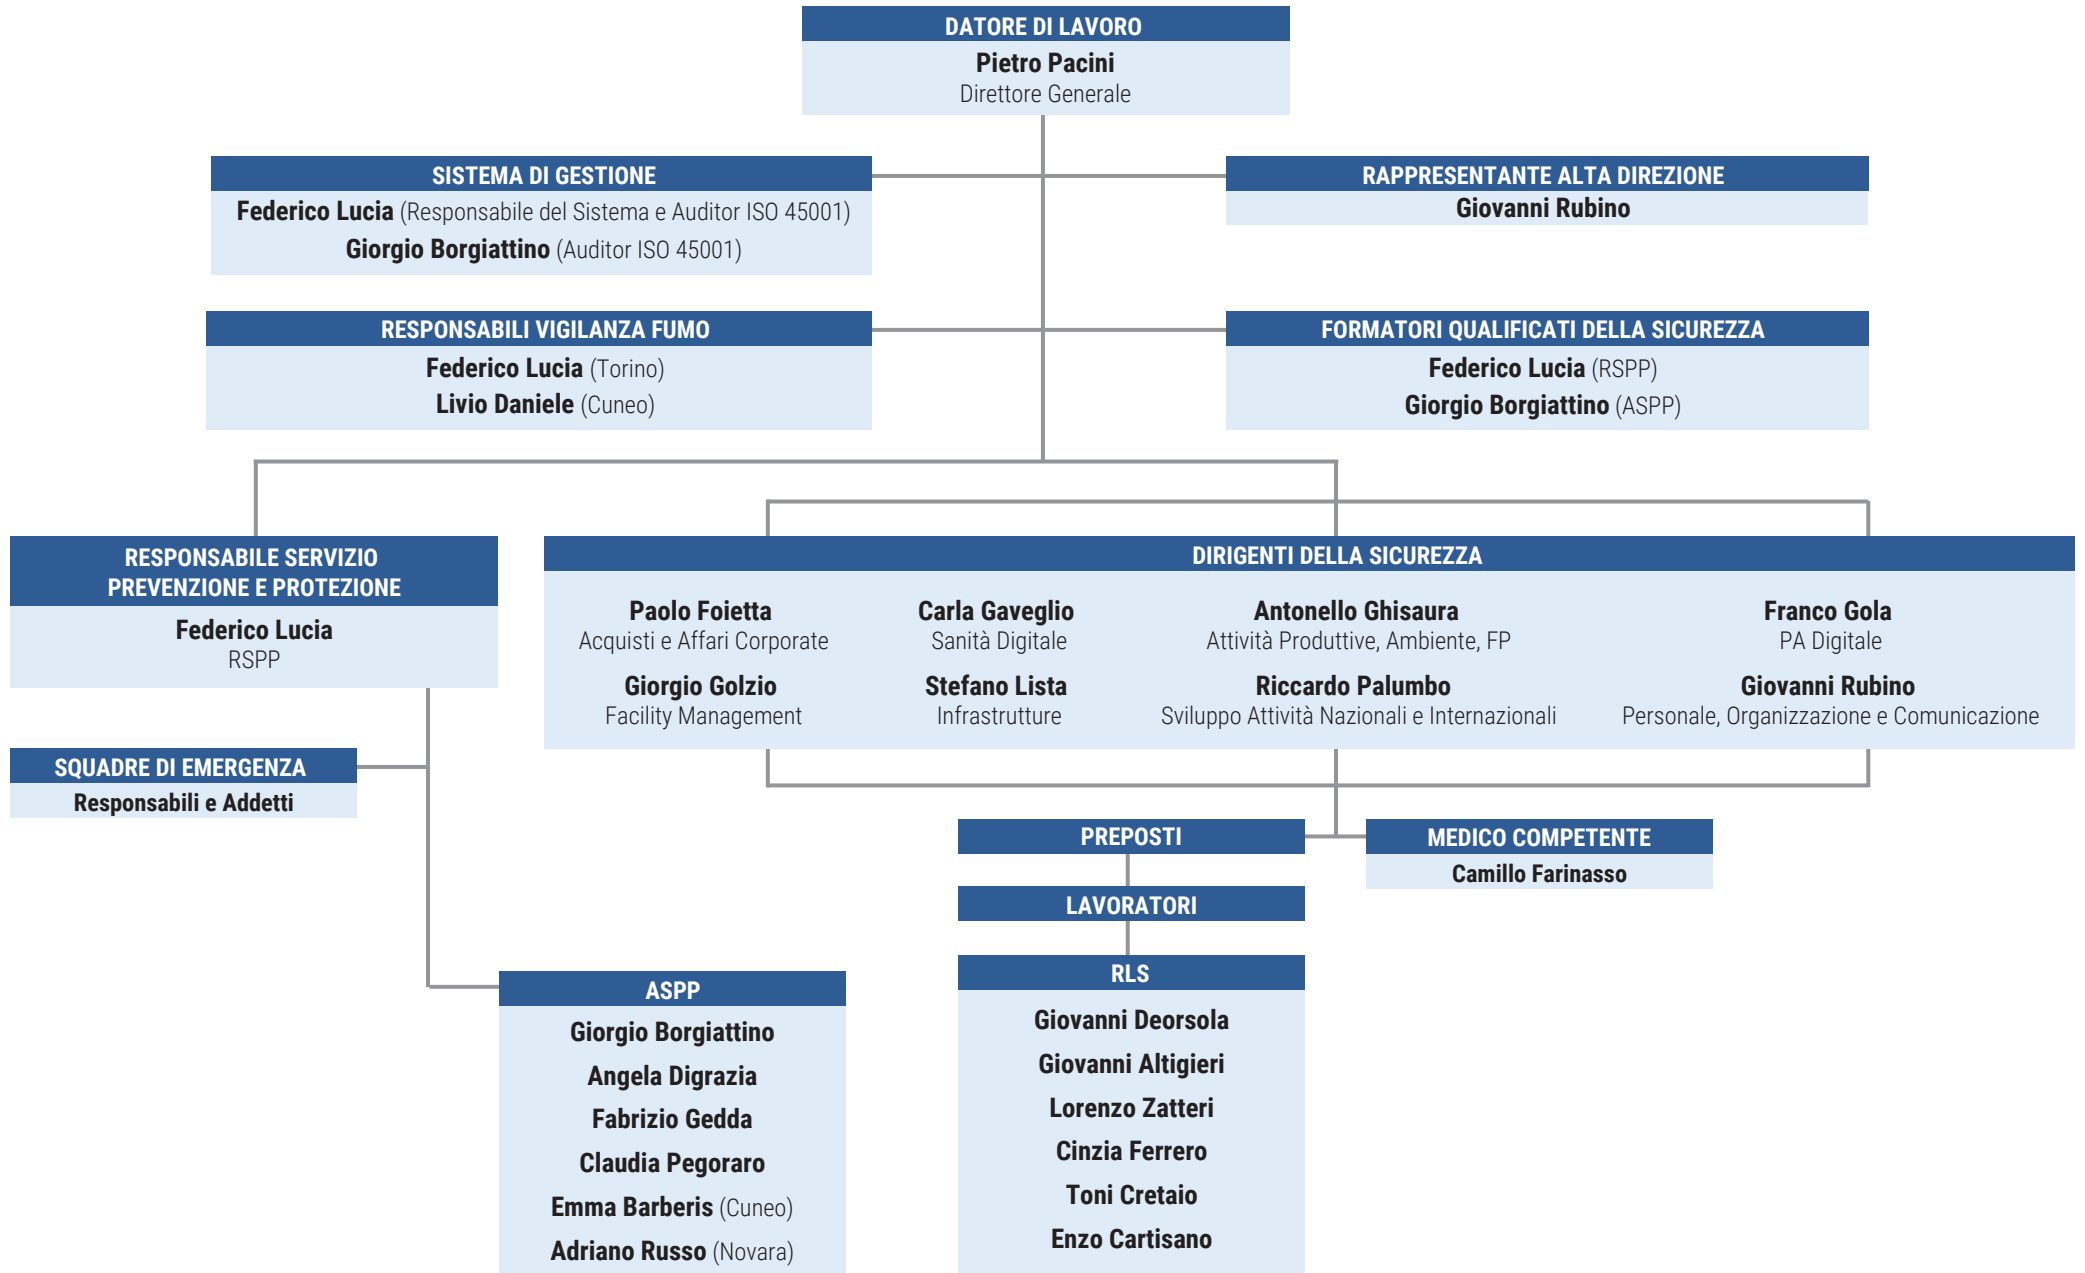 DATORE DI LAVORO
Pietro Pacini
Direttore Generale
SISTEMA DI GESTIONE
Federico Lucia (Responsabile del Sistema e Auditor ISO 45001)
Giorgio Borgiattino (Auditor ISO 45001)
RAPPRESENTANTE ALTA DIREZIONE
Giovanni Rubino
RESPONSABILI VIGILANZA FUMO
Federico Lucia (Torino)
Livio Daniele (Cuneo)
FORMATORI QUALIFICATI DELLA SICUREZZA
Federico Lucia (RSPP)
Giorgio Borgiattino (ASPP)
RESPONSABILE SERVIZIO
PREVENZIONE E PROTEZIONE
Federico Lucia
RSPP
DIRIGENTI DELLA SICUREZZA
Paolo Foietta
Acquisti e Affari Corporate
Carla Gaveglio
Sanità Digitale
Antonello Ghisaura
Attività Produttive, Ambiente, FP
Franco Gola
PA Digitale
Giorgio Golzio
Facility Management
Stefano Lista
Infrastrutture
Riccardo Palumbo
Sviluppo Attività Nazionali e Internazionali
Giovanni Rubino
Personale, Organizzazione e Comunicazione
SQUADRE DI EMERGENZA
Responsabili e Addetti
PREPOSTI
MEDICO COMPETENTE
Camillo Farinasso
LAVORATORI
ASPP
Giorgio Borgiattino
Angela Digrazia
Fabrizio Gedda
Claudia Pegoraro
Emma Barberis (Cuneo)
Adriano Russo (Novara)
RLS
Giovanni Deorsola
Giovanni Altigieri
Lorenzo Zatteri
Cinzia Ferrero
Toni Cretaio
Enzo Cartisano